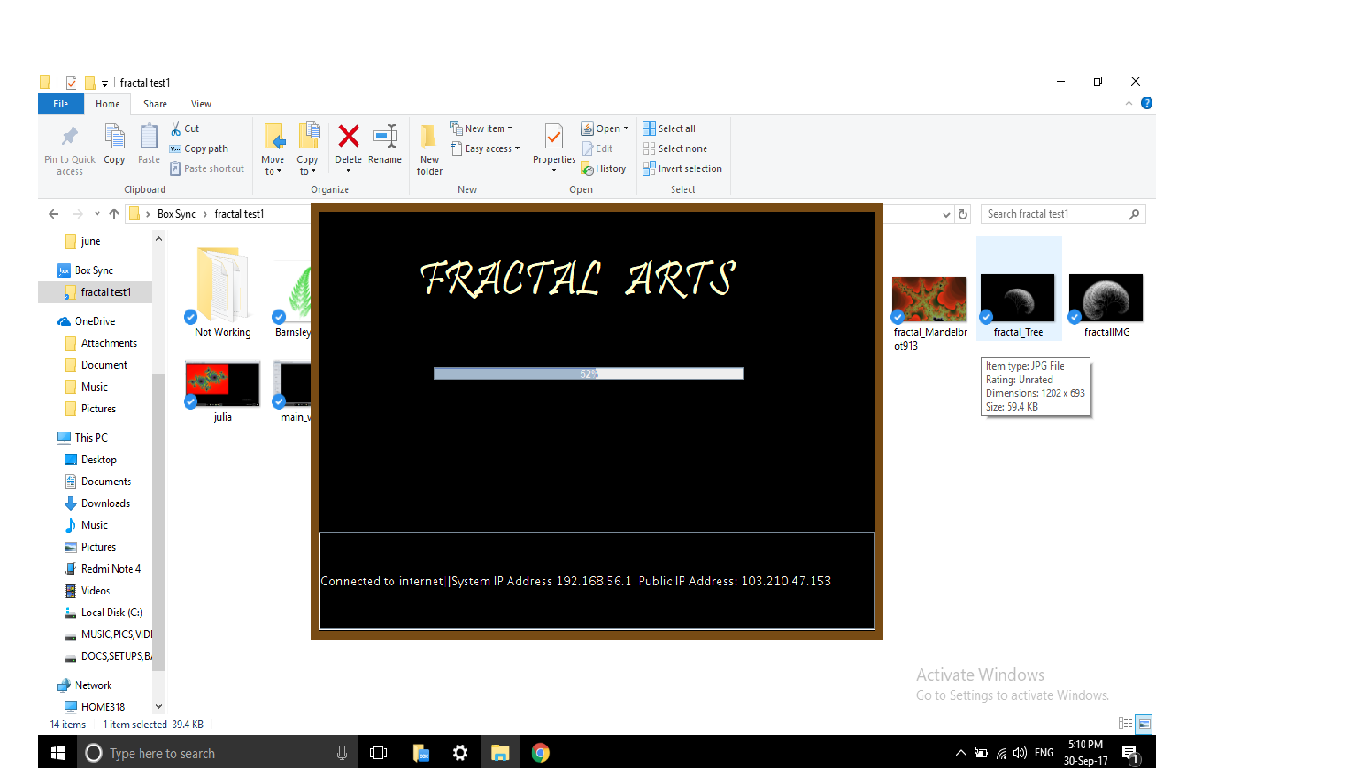 fractal test1
File Home Share View
Cut
Copy path
Paste shortcut
Pin to Quick access
Copy
Paste
Clipboard
Move to
Copy to
Delete
Rename
Organize
New item
Easy access
New folder
New
Properties
Open
Edit
History
Open
Select all
Select none
Invert selection
Select
Box Sync > fractal test1
Search fractal test1
june
Box Sync
fractal test1
OneDrive
Attachments
Document
Music
Pictures
This PC
Desktop
Documents
Downloads
Music
Pictures
Redmi Note 4
Videos
Local Disk (C:)
MUSIC,PICS,VID
DOCS,SETUPS,BA
Network
HOME318
Not Working
Barnsley
fractal_Mandelbr
ot913
fractal_Tree
fractalIMG
julia
main_
Item type: JPG File
Rating: Unrated
Dimensions: 1202 x 693
Size: 59.4 KB
FRACTAL ARTS
52%
Connected to internet||System IP Address 192.168.56.1 Public IP Address: 103.210.47.153
Activate Windows
Go to Settings to activate Windows.
14 items 1 item selected 39.4 KB
Type here to search
ENG
5:10 PM
30-Sep-17
1